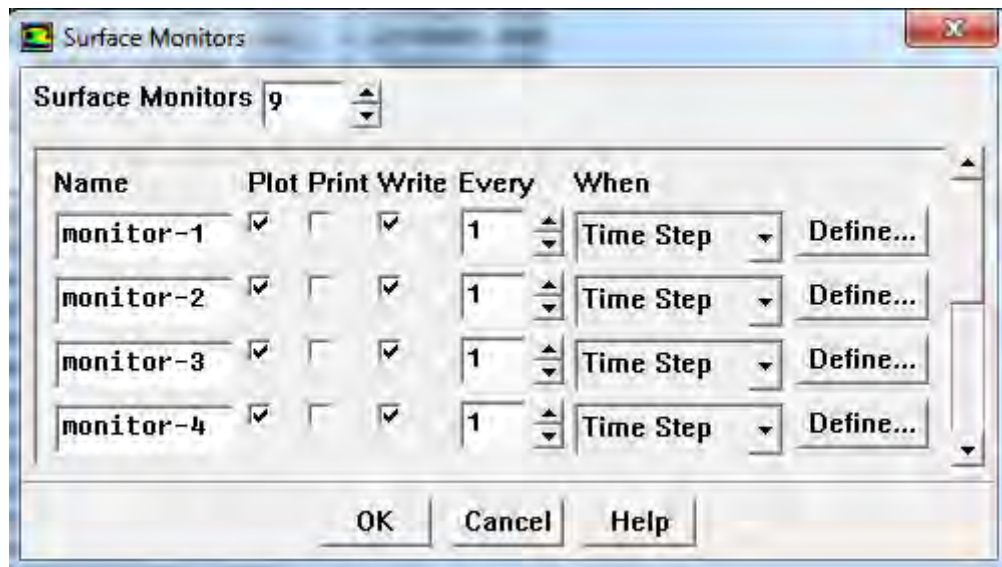 Surface Monitors
Surface Monitors 9
Name Plot Print Write Every When
monitor-1 1 Time Step Define...
monitor-2 1 Time Step Define...
monitor-3 1 Time Step Define...
monitor-4 1 Time Step Define...
OK Cancel Help